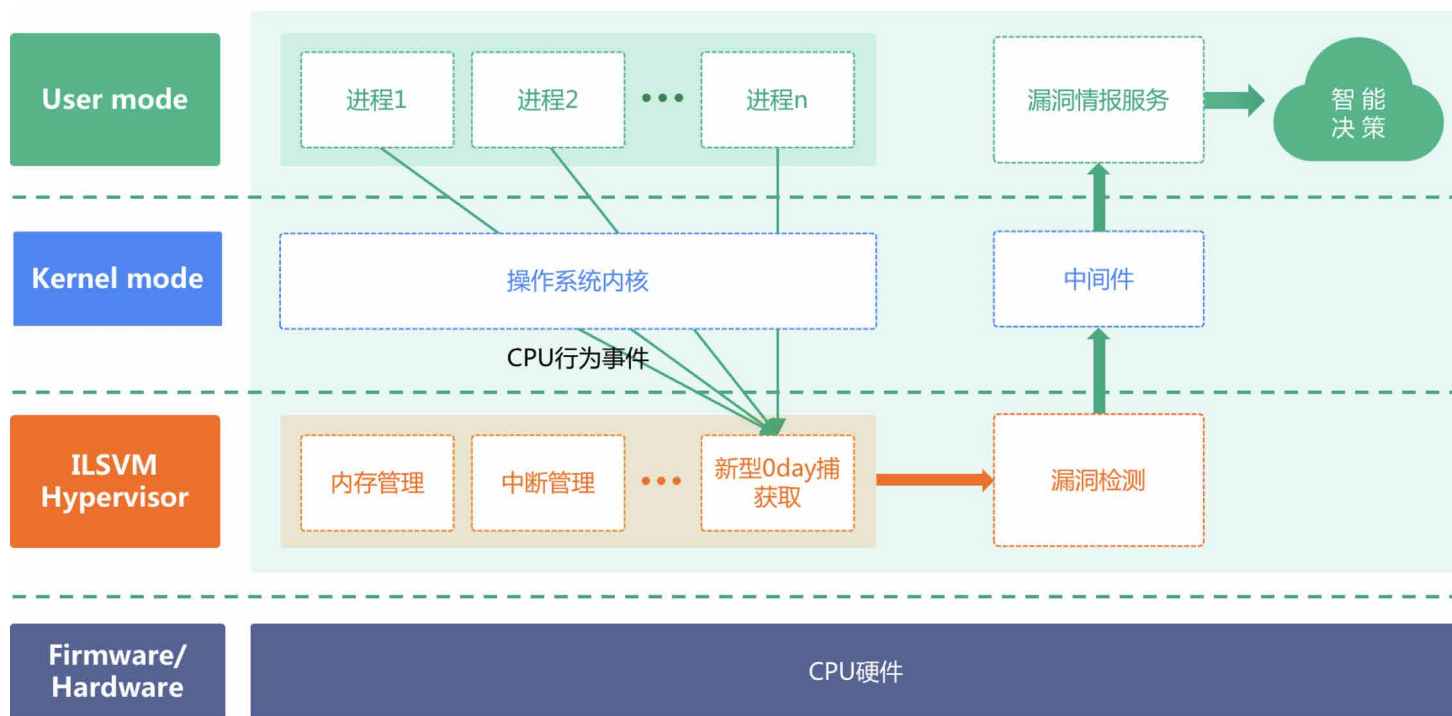 User mode
进程1
进程2
•••
进程n
漏洞情报服务
智 能
决 策
Kernel mode
操作系统内核
中间件
CPU行为事件
ILSVM
Hypervisor
内存管理
中断管理
•••
新型0day捕
获取
漏洞检测
Firmware/
Hardware
CPU硬件